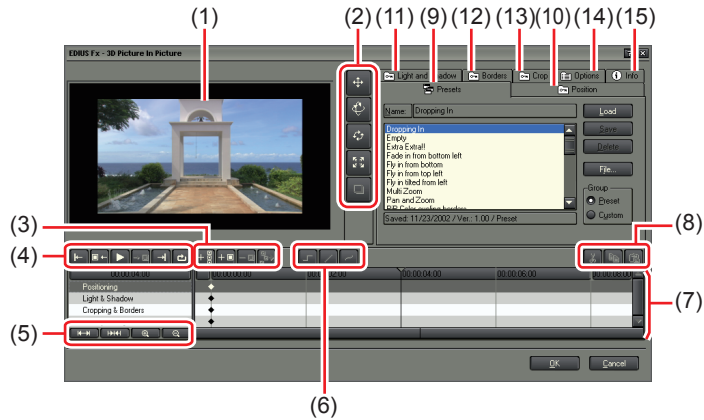 (1) (2) (11) (9) (12) (13) (10) (14) (15)
EDIUS Fx - 3D Picture In Picture
Light and Shadow Borders Crop Options Info
Presets Position
Name: Dropping In Load
Dropping In Save
Empty
Extra Extra!! Delete
Fade in from bottom left
Fly in from bottom File...
Fly in from top left
Fly in tilted from left Group
Multi Zoom Preset
Pan and Zoom
Custom
Saved: 11/23/2002 / Ver.: 1.00 / Preset
(3) (8)
(4)
00:00:04:00 00:00:00:00 00:00:04:00 00:00:06:00 00:00:08:00
Positioning (7)
Light & Shadow
Cropping & Borders
(5)
OK Cancel
(6)